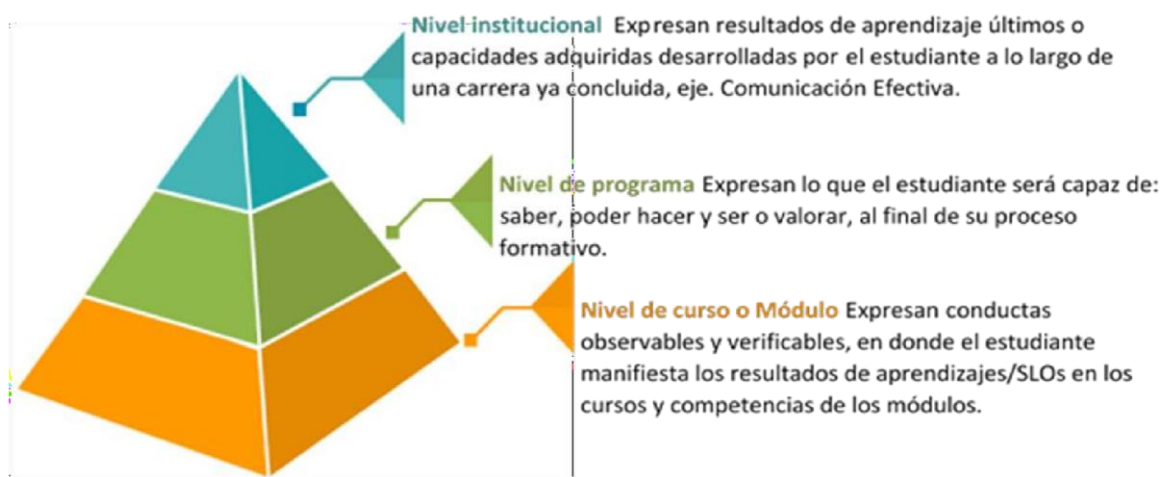 Nivel institucional Expresan resultados de aprendizaje últimos o
capacidades adquiridas desarrolladas por el estudiante a lo largo de
una carrera ya concluida, eje. Comunicación Efectiva.
Nivel de programa Expresan lo que el estudiante será capaz de:
saber, poder hacer y ser o valorar, al final de su proceso
formativo.
Nivel de curso o Módulo Expresan conductas
observables y verificables, en donde el estudiante
manifiesta los resultados de aprendizajes/SLOs en los
cursos y competencias de los módulos.